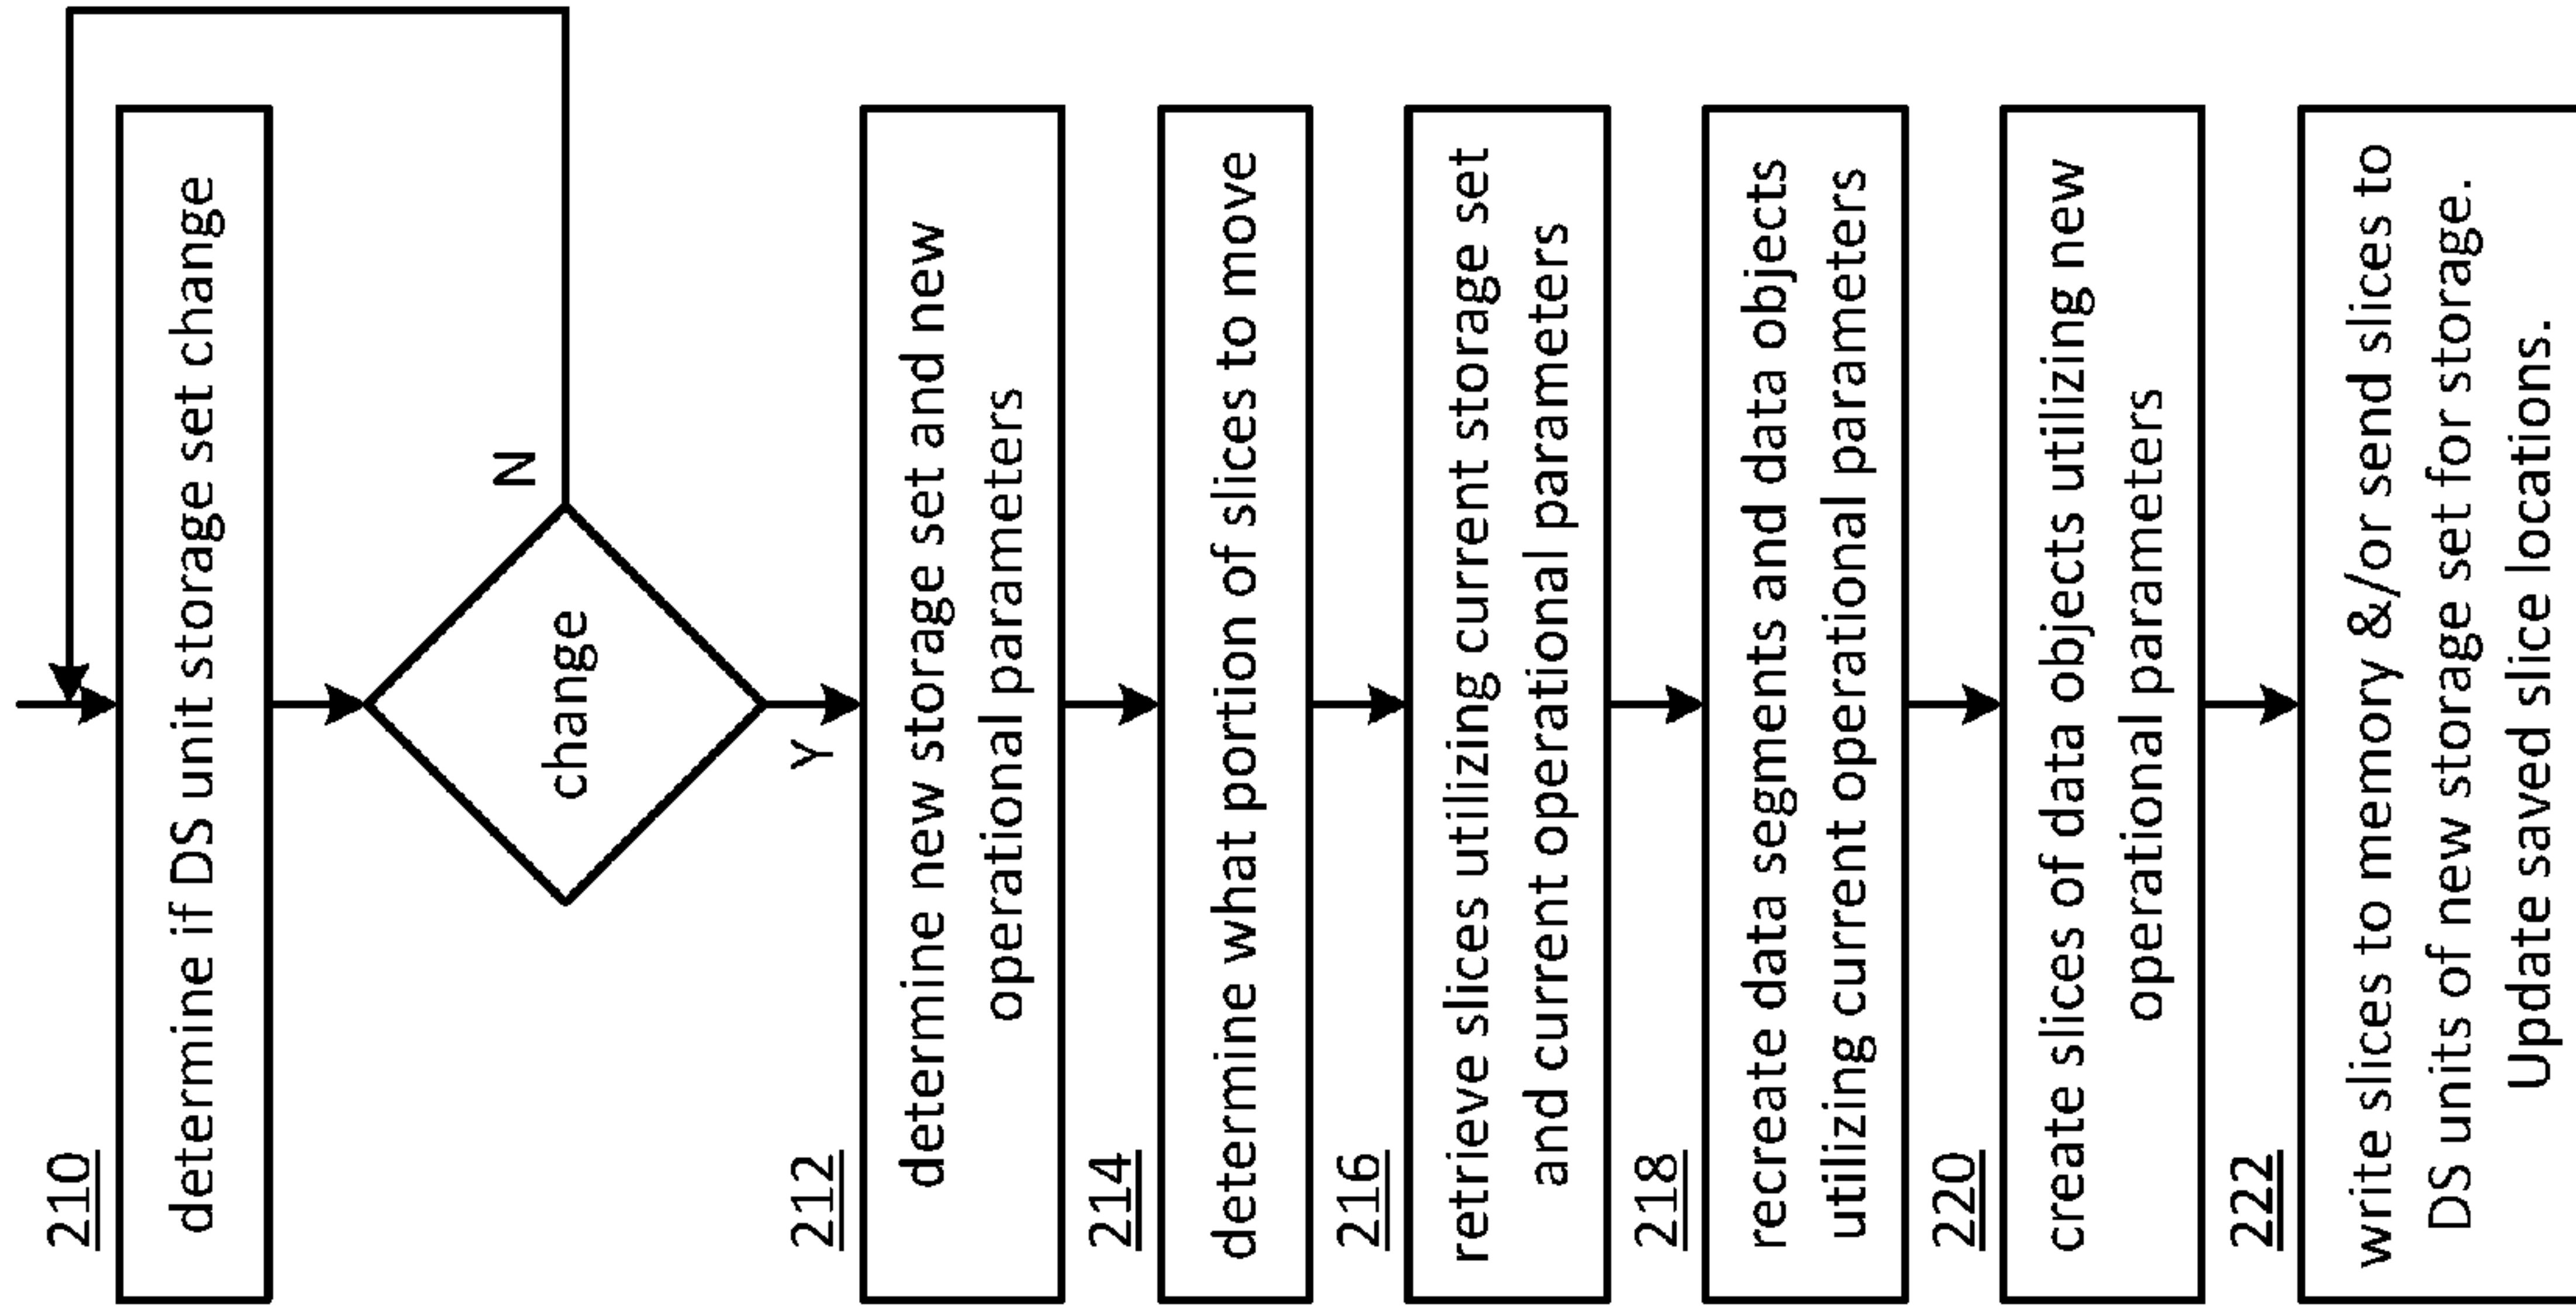 210
determine if DS unit storage set change
change
N
Y
212
determine new storage set and new
operational parameters
214
determine what portion of slices to move
216
retrieve slices utilizing current storage set
and current operational parameters
218
recreate data segments and data objects
utilizing current operational parameters
220
create slices of data objects utilizing new
operational parameters
222
write slices to memory &/or send slices to
DS units of new storage set for storage.
Update saved slice locations.